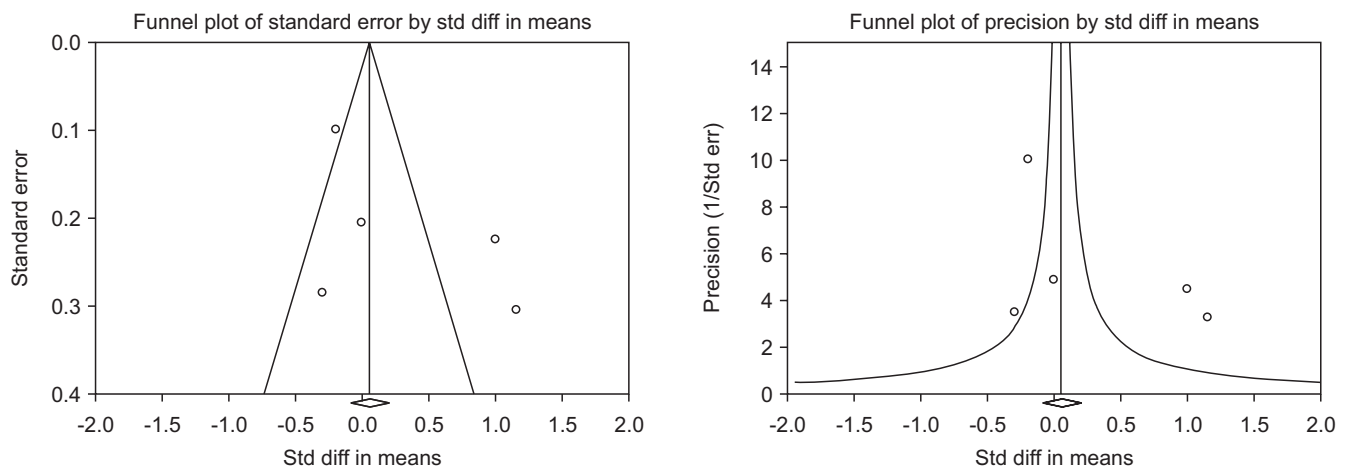 Funnel plot of standard error by std diff in means
0.0
0.1
0.2
0.3
0.4
Standard error
-2.0 -1.5 -1.0 -0.5 0.0 0.5 1.0 1.5 2.0
Std diff in means
Funnel plot of precision by std diff in means
14
12
10
8
6
4
2
0
Precision (1/Std err)
-2.0 -1.5 -1.0 -0.5 0.0 0.5 1.0 1.5 2.0
Std diff in means